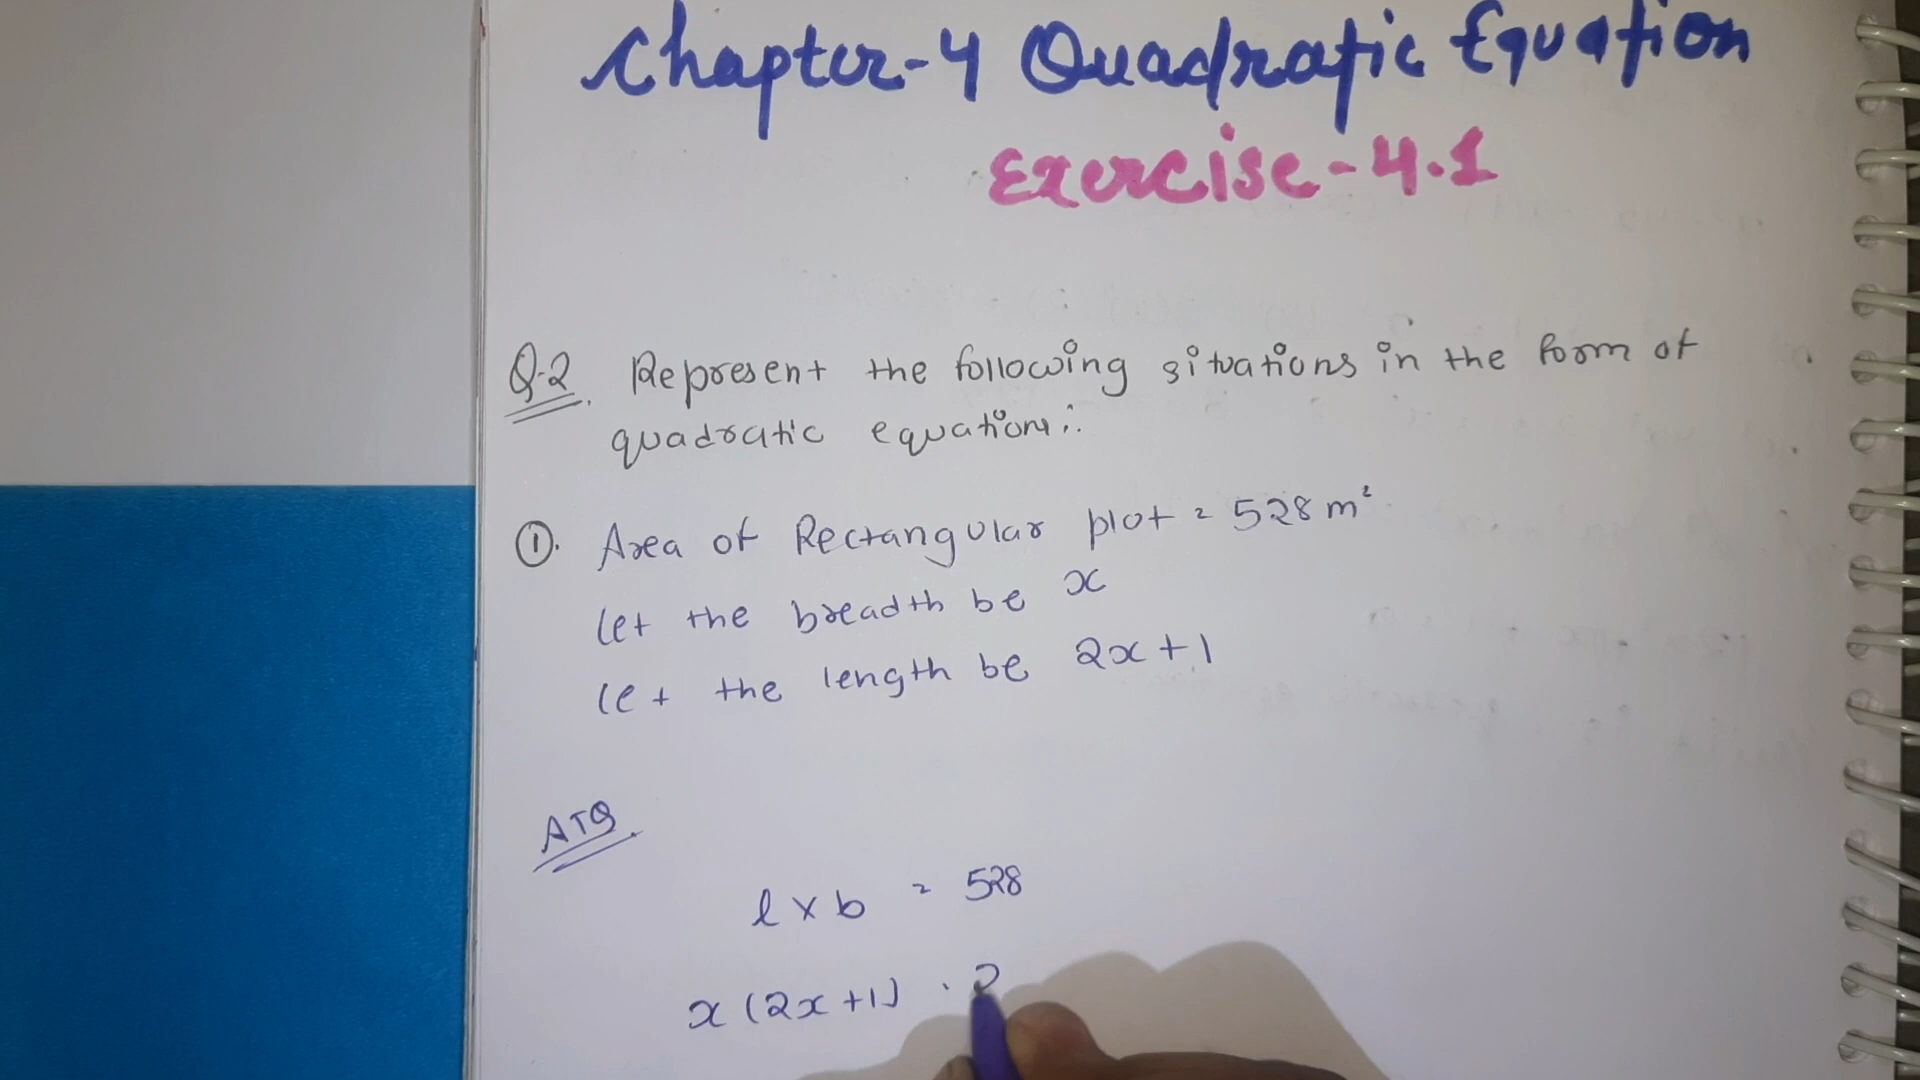 Chapter-4 Quadratic Equation
Exercise-4.1
Q-2. Represent the following situations in the form of
quadratic equations:.
①. Area of Rectangular plot = 528 m²
let the breadth be x
let the length be 2x+1
ATQ
l×b = 528
x(2x+1)